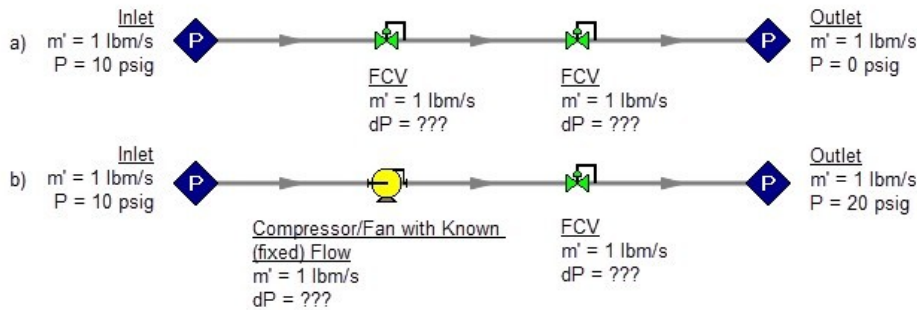 a)
Inlet
m' = 1 lbm/s
P = 10 psig
P
FCV
m' = 1 lbm/s
dP = ???
FCV
m' = 1 lbm/s
dP = ???
P
Outlet
m' = 1 lbm/s
P = 0 psig
b)
Inlet
m' = 1 lbm/s
P = 10 psig
P
Compressor/Fan with Known
(fixed) Flow
m' = 1 lbm/s
dP = ???
FCV
m' = 1 lbm/s
dP = ???
P
Outlet
m' = 1 lbm/s
P = 20 psig